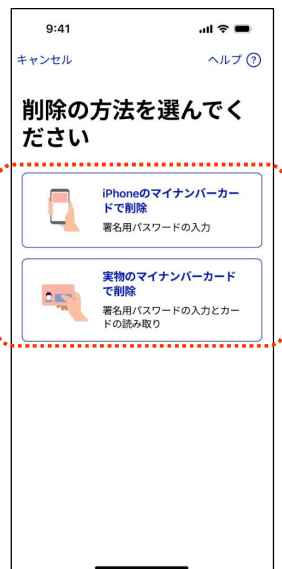 9:41
キャンセル
ヘルプ ?
削除の方法を選んでく
ださい
iPhoneのマイナンバーカー
ドで削除
署名用パスワードの入力
実物のマイナンバーカード
で削除
署名用パスワードの入力とカー
ドの読み取り